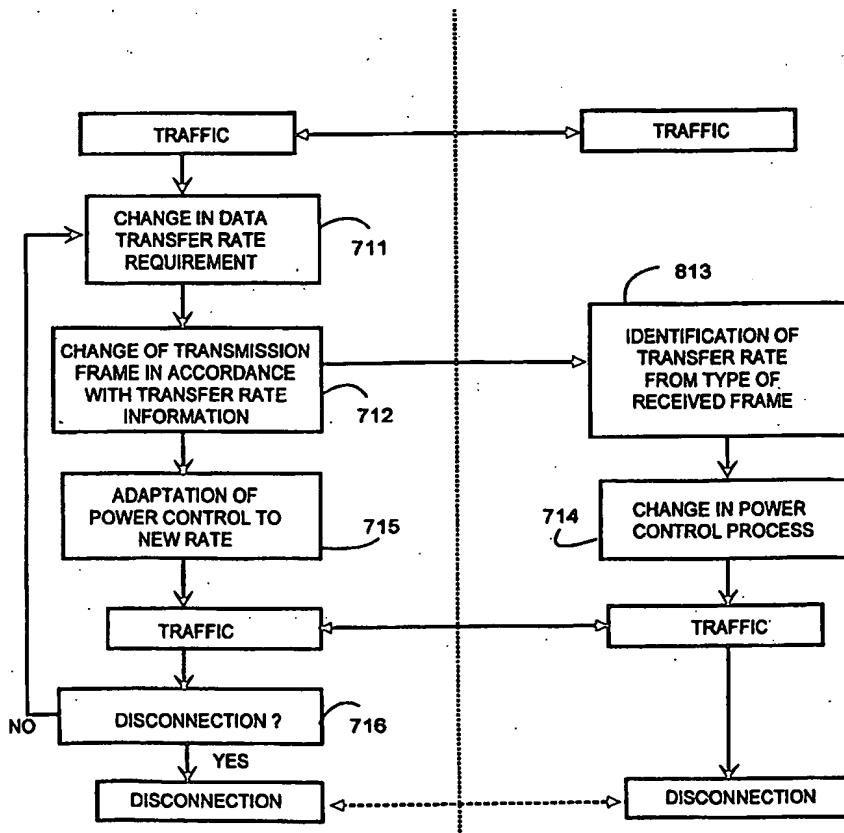 TRAFFIC
TRAFFIC
CHANGE IN DATA
TRANSFER RATE
REQUIREMENT
711
813
CHANGE OF TRANSMISSION
FRAME IN ACCORDANCE
WITH TRANSFER RATE
INFORMATION
712
IDENTIFICATION OF
TRANSFER RATE
FROM TYPE OF
RECEIVED FRAME
ADAPTATION OF
POWER CONTROL TO
NEW RATE
715
714
CHANGE IN POWER
CONTROL PROCESS
TRAFFIC
TRAFFIC
NO
DISCONNECTION ?
716
YES
DISCONNECTION
DISCONNECTION